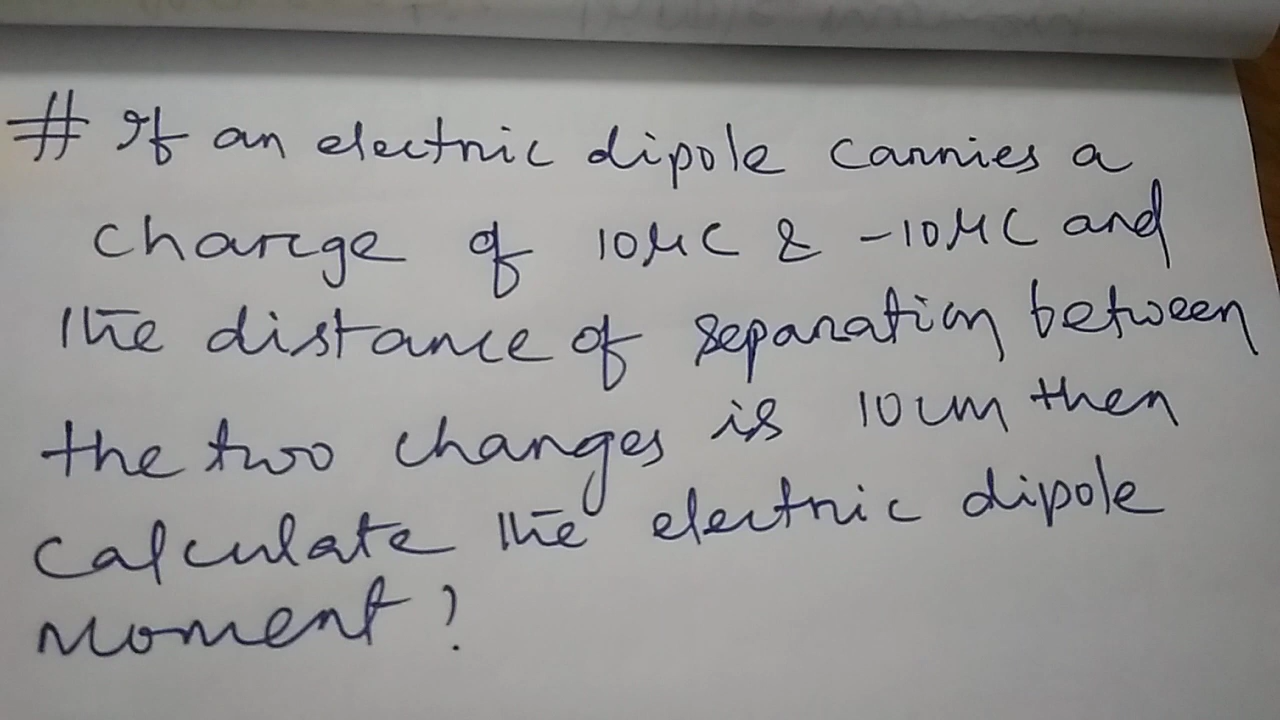 # If an electric dipole carries a
charge of 10μC & -10μC and
the distance of separation between
the two charges is 10cm then
calculate the electric dipole
moment?